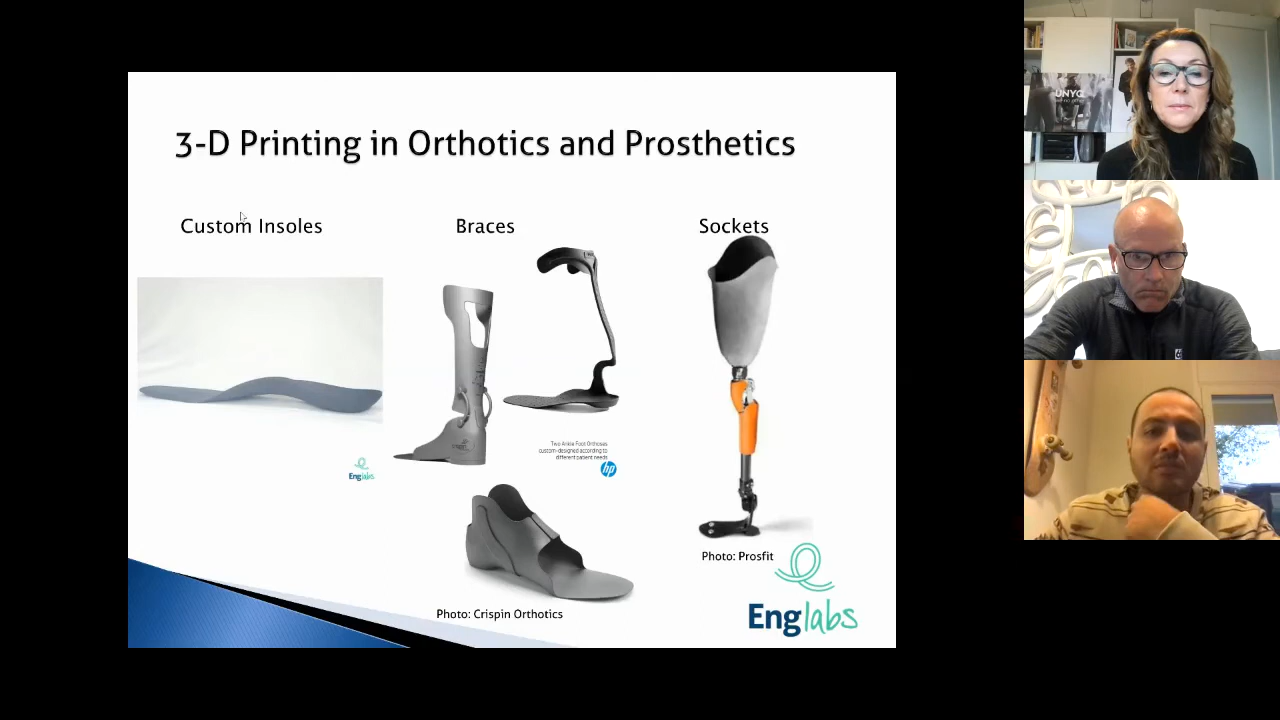 3-D Printing in Orthotics and Prosthetics
Custom Insoles
Braces
Sockets
Two Ankle Foot Orthoses
custom-designed according to
different patient needs
hp
Englabs
Photo: Prosfit
Photo: Crispin Orthotics
Englabs
UNYQ